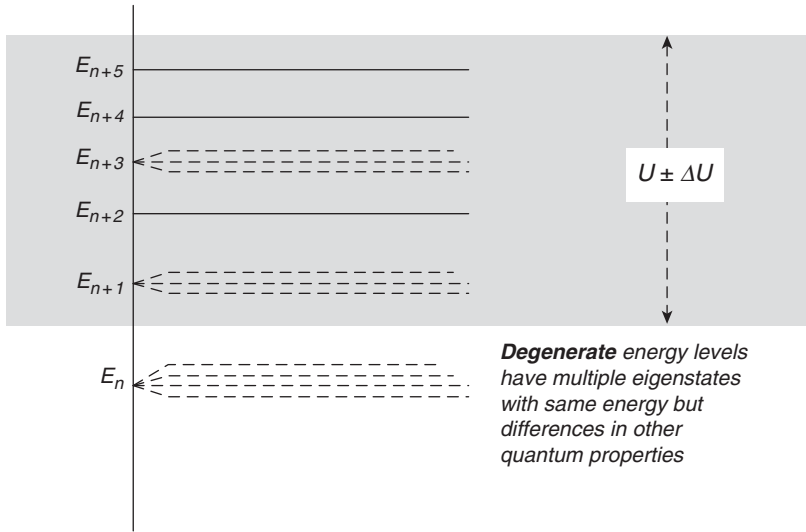 E_{n+5}
E_{n+4}
E_{n+3}
U ± ΔU
E_{n+2}
E_{n+1}
E_n
Degenerate energy levels
have multiple eigenstates
with same energy but
differences in other
quantum properties